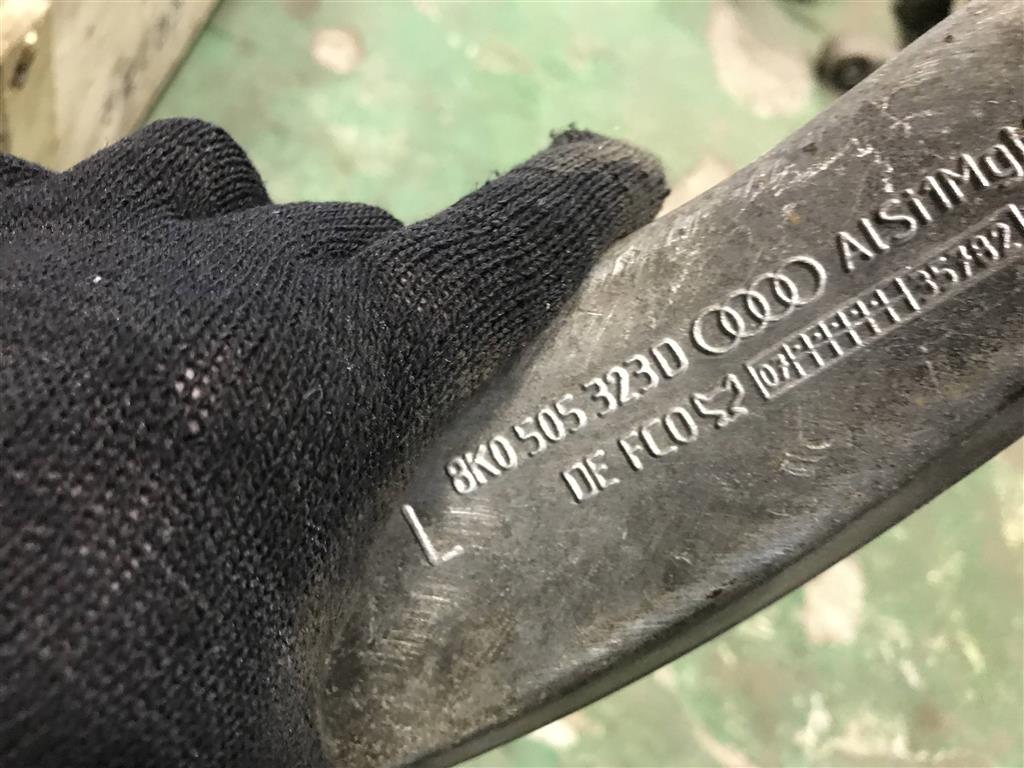 8K0 505 323D AlSi1Mg
DE FCO
L